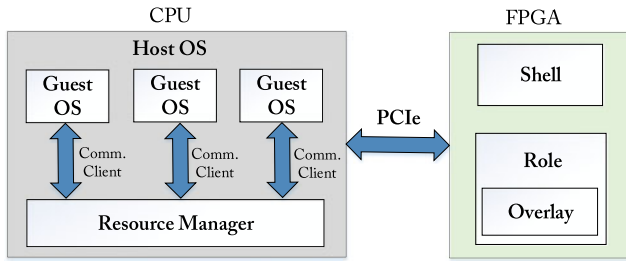 CPU
Host OS
Guest
OS
Guest
OS
Guest
OS
Comm.
Client
Comm.
Client
Comm.
Client
Resource Manager
PCIe
FPGA
Shell
Role
Overlay